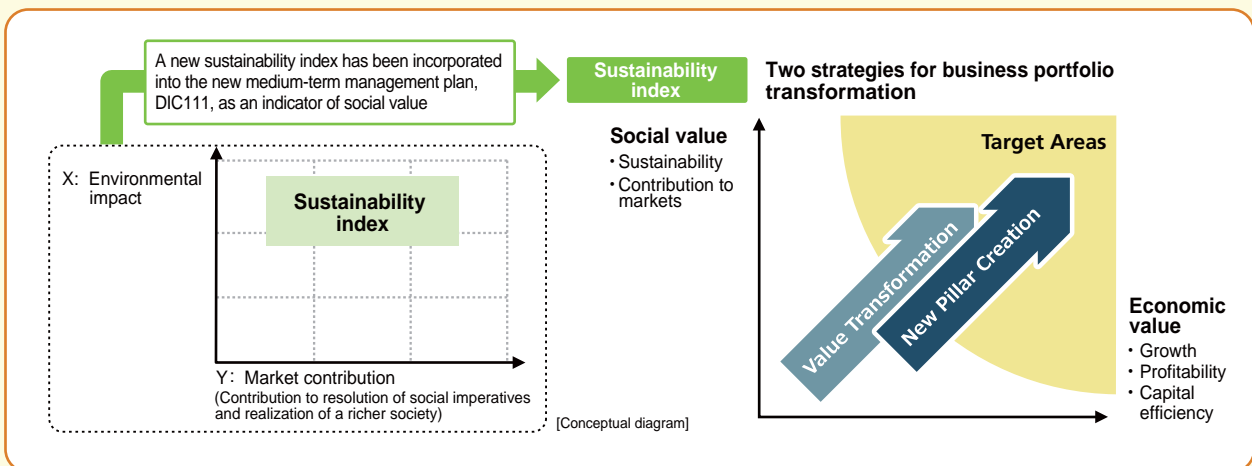 A new sustainability index has been incorporated
into the new medium-term management plan,
DIC111, as an indicator of social value
X: Environmental
impact
Sustainability
index
Y: Market contribution
(Contribution to resolution of social imperatives
and realization of a richer society)
[Conceptual diagram]
Sustainability
index
Two strategies for business portfolio
transformation
Social value
・Sustainability
・Contribution to
markets
Target Areas
Value Transformation
New Pillar Creation
Economic
value
・Growth
・Profitability
・Capital
efficiency